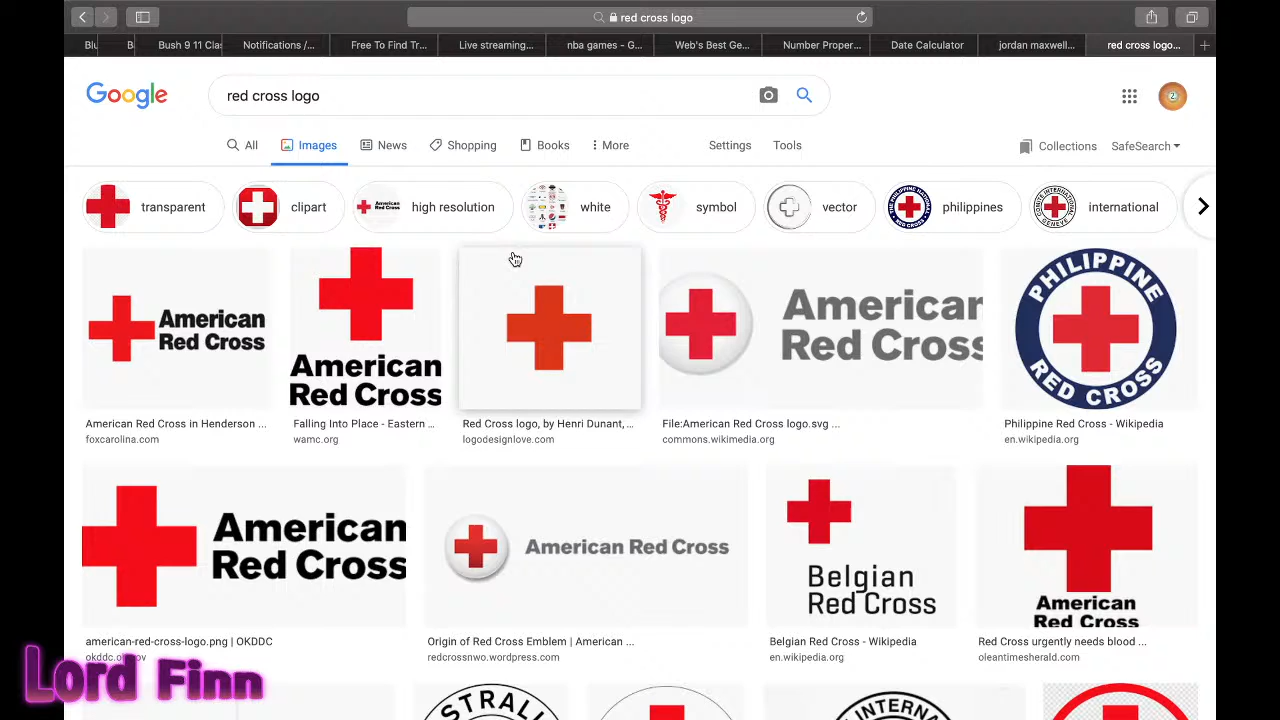 red cross logo
Blu
B
Bush 9 11 Clas
Notifications /...
Free To Find Tr...
Live streaming...
nba games - G...
Web's Best Ge...
Number Proper...
Date Calculator
jordan maxwell...
red cross logo...
Google
red cross logo
All
Images
News
Shopping
Books
More
Settings
Tools
Collections
SafeSearch
transparent
clipart
American Red Cross
high resolution
white
symbol
vector
philippines
international
American
Red Cross
American
Red Cross
American
Red Cross
PHILIPPINE
RED CROSS
American Red Cross in Henderson ...
foxcarolina.com
Falling Into Place - Eastern ...
wamc.org
Red Cross logo, by Henri Dunant, ...
logodesignlove.com
File:American Red Cross logo.svg ...
commons.wikimedia.org
Philippine Red Cross - Wikipedia
en.wikipedia.org
American
Red Cross
American Red Cross
Belgian
Red Cross
American
Red Cross
american-red-cross-logo.png | OKDDC
Origin of Red Cross Emblem | American ...
redcrossnwo.wordpress.com
Belgian Red Cross - Wikipedia
en.wikipedia.org
Red Cross urgently needs blood ...
oleantimesherald.com
Lord Finn
STRALI
INTERNA